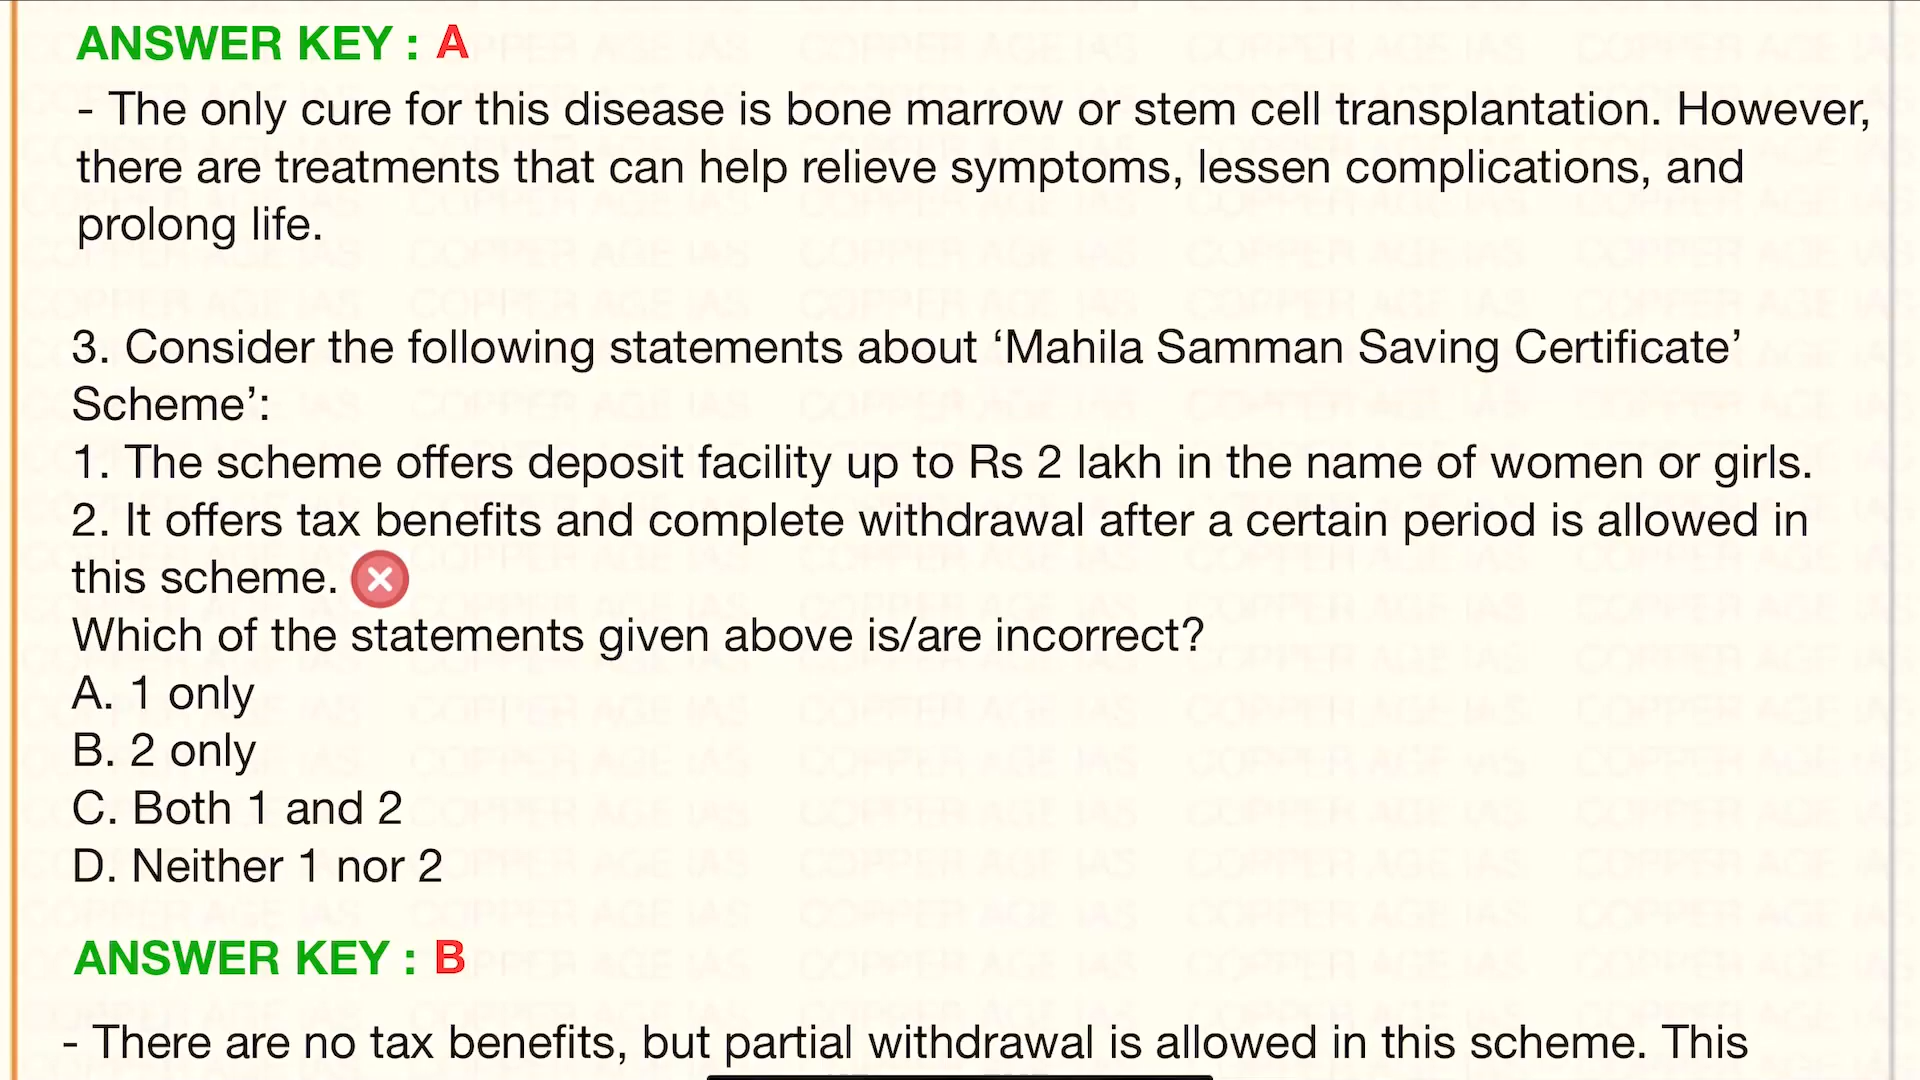 ANSWER KEY : A
- The only cure for this disease is bone marrow or stem cell transplantation. However,
there are treatments that can help relieve symptoms, lessen complications, and
prolong life.
3. Consider the following statements about ‘Mahila Samman Saving Certificate’
Scheme’:
1. The scheme offers deposit facility up to Rs 2 lakh in the name of women or girls.
2. It offers tax benefits and complete withdrawal after a certain period is allowed in
this scheme.
Which of the statements given above is/are incorrect?
A. 1 only
B. 2 only
C. Both 1 and 2
D. Neither 1 nor 2
ANSWER KEY : B
- There are no tax benefits, but partial withdrawal is allowed in this scheme. This